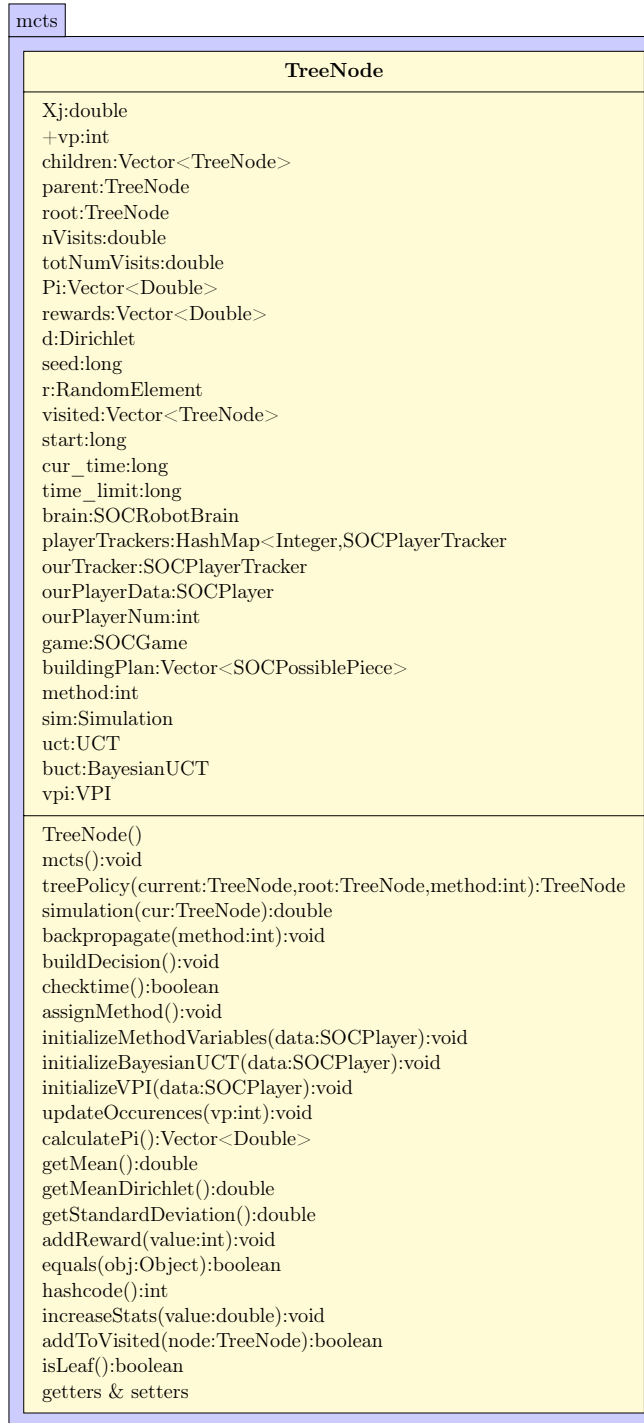 mcts
TreeNode
Xj:double
+vp:int
children:Vector<TreeNode>
parent:TreeNode
root:TreeNode
nVisits:double
totNumVisits:double
Pi:Vector<Double>
rewards:Vector<Double>
d:Dirichlet
seed:long
r:RandomElement
visited:Vector<TreeNode>
start:long
cur_time:long
time_limit:long
brain:SOCRobotBrain
playerTrackers:HashMap<Integer,SOCPlayerTracker
ourTracker:SOCPlayerTracker
ourPlayerData:SOCPlayer
ourPlayerNum:int
game:SOCGame
buildingPlan:Vector<SOCPossiblePiece>
method:int
sim:Simulation
uct:UCT
buct:BayesianUCT
vpi:VPI
TreeNode()
mcts():void
treePolicy(current:TreeNode,root:TreeNode,method:int):TreeNode
simulation(cur:TreeNode):double
backpropagate(method:int):void
buildDecision():void
checktime():boolean
assignMethod():void
initializeMethodVariables(data:SOCPlayer):void
initializeBayesianUCT(data:SOCPlayer):void
initializeVPI(data:SOCPlayer):void
updateOccurences(vp:int):void
calculatePi():Vector<Double>
getMean():double
getMeanDirichlet():double
getStandardDeviation():double
addReward(value:int):void
equals(obj:Object):boolean
hashcode():int
increaseStats(value:double):void
addToVisited(node:TreeNode):boolean
isLeaf():boolean
getters & setters